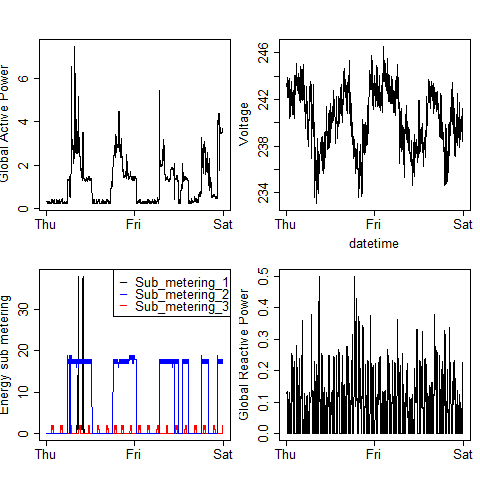 Global Active Power
6
4
2
0
Thu Fri Sat
Voltage
246
242
238
234
Thu Fri Sat
datetime
Energy sub metering
30
20
10
0
Sub_metering_1
Sub_metering_2
Sub_metering_3
Thu Fri Sat
Global Reactive Power
0.5
0.4
0.3
0.2
0.1
0.0
Thu Fri Sat